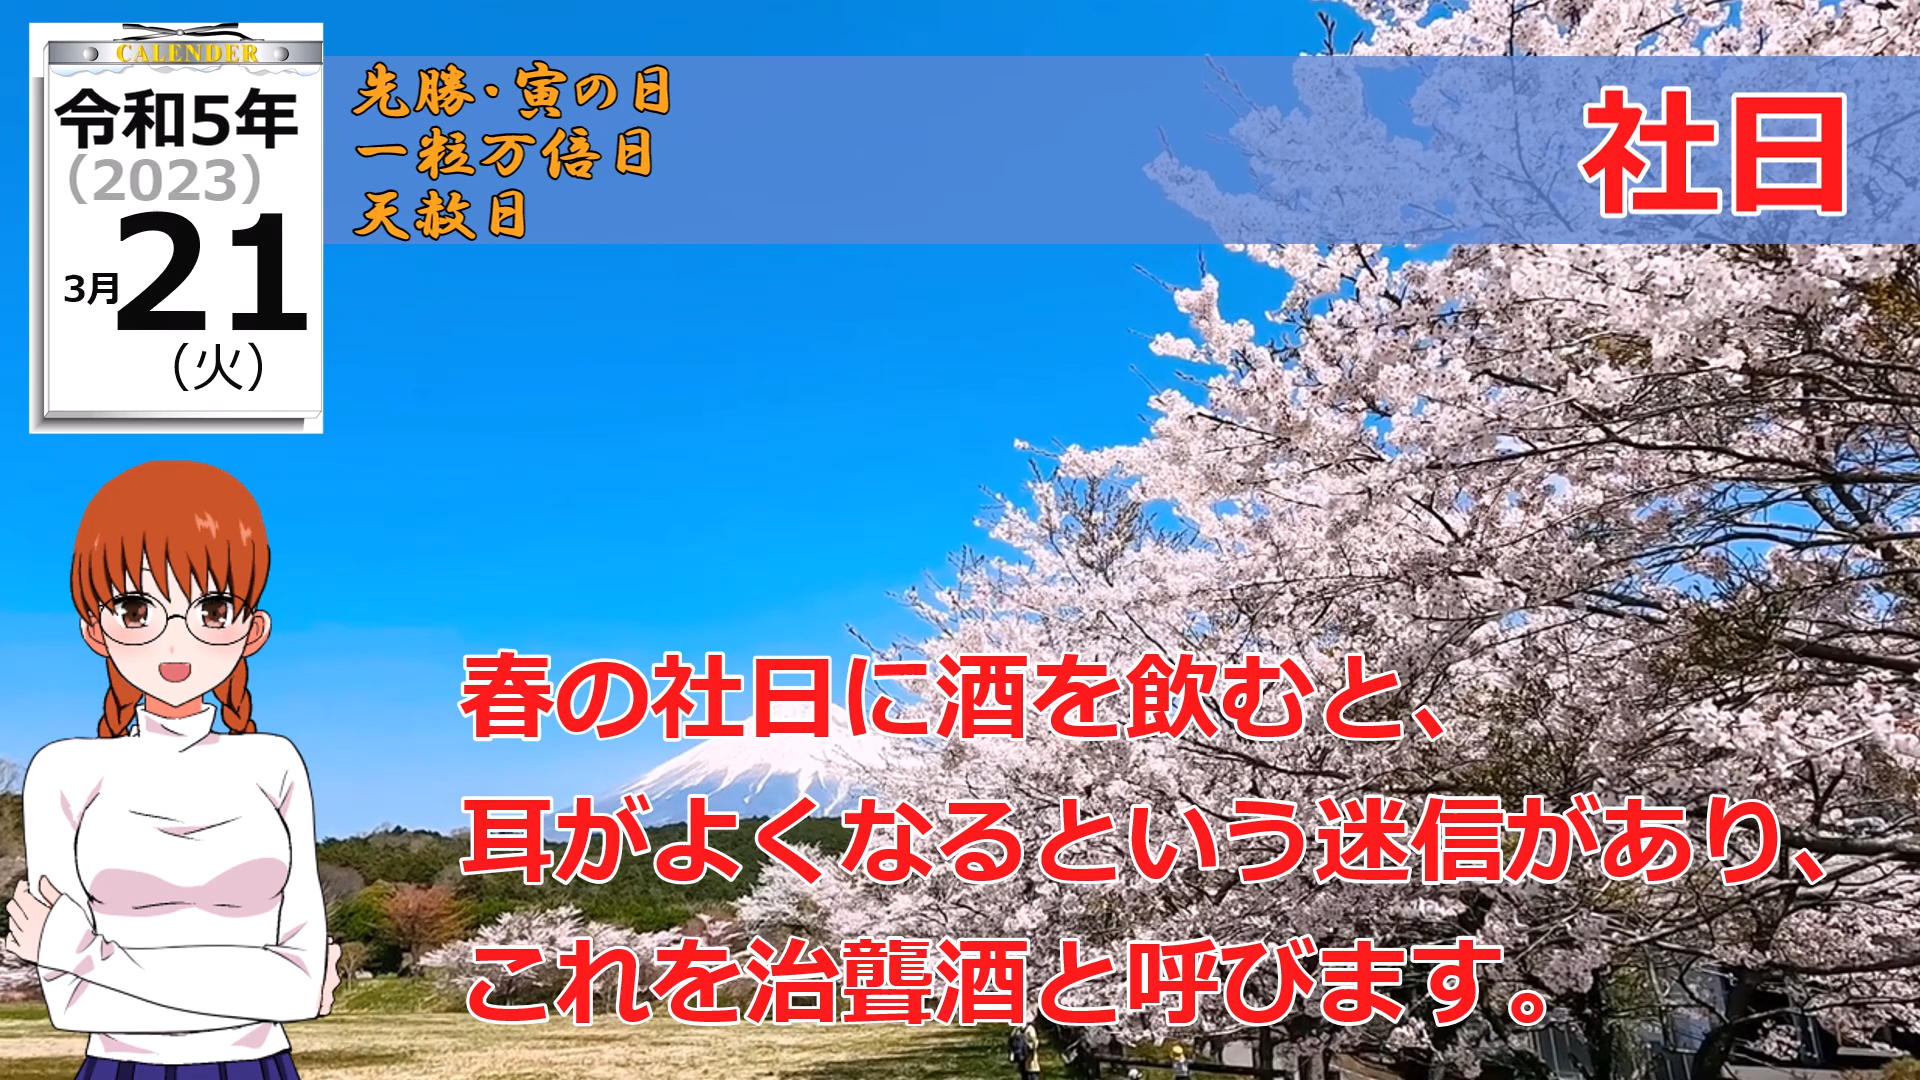 CALENDER
令和5年
（2023）
3月21
（火）
先勝・寅の日
一粒万倍日
天赦日
社日
春の社日に酒を飲むと、
耳がよくなるという迷信があり、
これを治聾酒と呼びます。